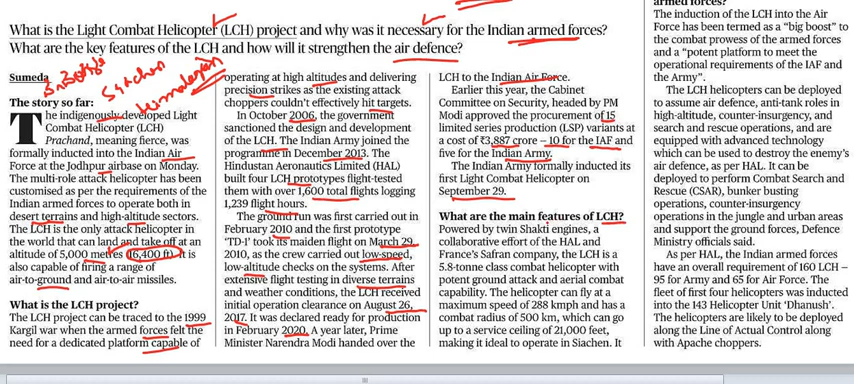 What is the Light Combat Helicopter (LCH) project and why was it necessary for the Indian armed forces?
What are the key features of the LCH and how will it strengthen the air defence?
Sumeda
Siachen
Himalayan
The story so far:
The indigenously developed Light
Combat Helicopter (LCH)
Prachand, meaning fierce, was
formally inducted into the Indian Air
Force at the Jodhpur airbase on Monday.
The multi-role attack helicopter has been
customised as per the requirements of the
Indian armed forces to operate both in
desert terrains and high-altitude sectors.
The LCH is the only attack helicopter in
the world that can land and take off at an
altitude of 5,000 metres (16,400 ft). It is
also capable of firing a range of
air-to-ground and air-to-air missiles.
What is the LCH project?
The LCH project can be traced to the 1999
Kargil war when the armed forces felt the
need for a dedicated platform capable of
operating at high altitudes and delivering
precision strikes as the existing attack
choppers couldn't effectively hit targets.
In October 2006, the government
sanctioned the design and development
of the LCH. The Indian Army joined the
programme in December 2013. The
Hindustan Aeronautics Limited (HAL)
built four LCH prototypes flight-tested
them with over 1,600 total flights logging
1,239 flight hours.
The ground run was first carried out in
February 2010 and the first prototype
'TD-1' took its maiden flight on March 29,
2010, as the crew carried out low-speed,
low-altitude checks on the systems. After
extensive flight testing in diverse terrains
and weather conditions, the LCH received
initial operation clearance on August 26,
2017. It was declared ready for production
in February 2020. A year later, Prime
Minister Narendra Modi handed over the
LCH to the Indian Air Force.
Earlier this year, the Cabinet
Committee on Security, headed by PM
Modi approved the procurement of 15
limited series production (LSP) variants at
a cost of ₹3,887 crore — 10 for the IAF and
five for the Indian Army.
The Indian Army formally inducted its
first Light Combat Helicopter on
September 29.
What are the main features of LCH?
Powered by twin Shakti engines, a
collaborative effort of the HAL and
France's Safran company, the LCH is a
5.8-tonne class combat helicopter with
potent ground attack and aerial combat
capability. The helicopter can fly at a
maximum speed of 288 kmph and has a
combat radius of 500 km, which can go
up to a service ceiling of 21,000 feet,
making it ideal to operate in Siachen. It
armed forces?
The induction of the LCH into the Air
Force has been termed as a "big boost" to
the combat prowess of the armed forces
and a "potent platform to meet the
operational requirements of the IAF and
the Army".
The LCH helicopters can be deployed
to assume air defence, anti-tank roles in
high-altitude, counter-insurgency, and
search and rescue operations, and are
equipped with advanced technology
which can be used to destroy the enemy's
air defence, as per HAL. It can be
deployed to perform Combat Search and
Rescue (CSAR), bunker busting
operations, counter-insurgency
operations in the jungle and urban areas
and support the ground forces, Defence
Ministry officials said.
As per HAL, the Indian armed forces
have an overall requirement of 160 LCH —
95 for Army and 65 for Air Force. The
fleet of first four helicopters was inducted
into the 143 Helicopter Unit 'Dhanush'.
The helicopters are likely to be deployed
along the Line of Actual Control along
with Apache choppers.